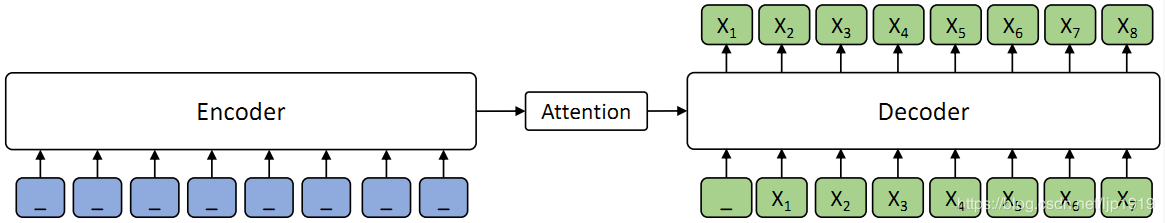 X1 X2 X3 X4 X5 X6 X7 X8
Encoder
Attention
Decoder
_ _ _ _ _ _ _ _
_ X1 X2 X3 X4 X5 X6 X7